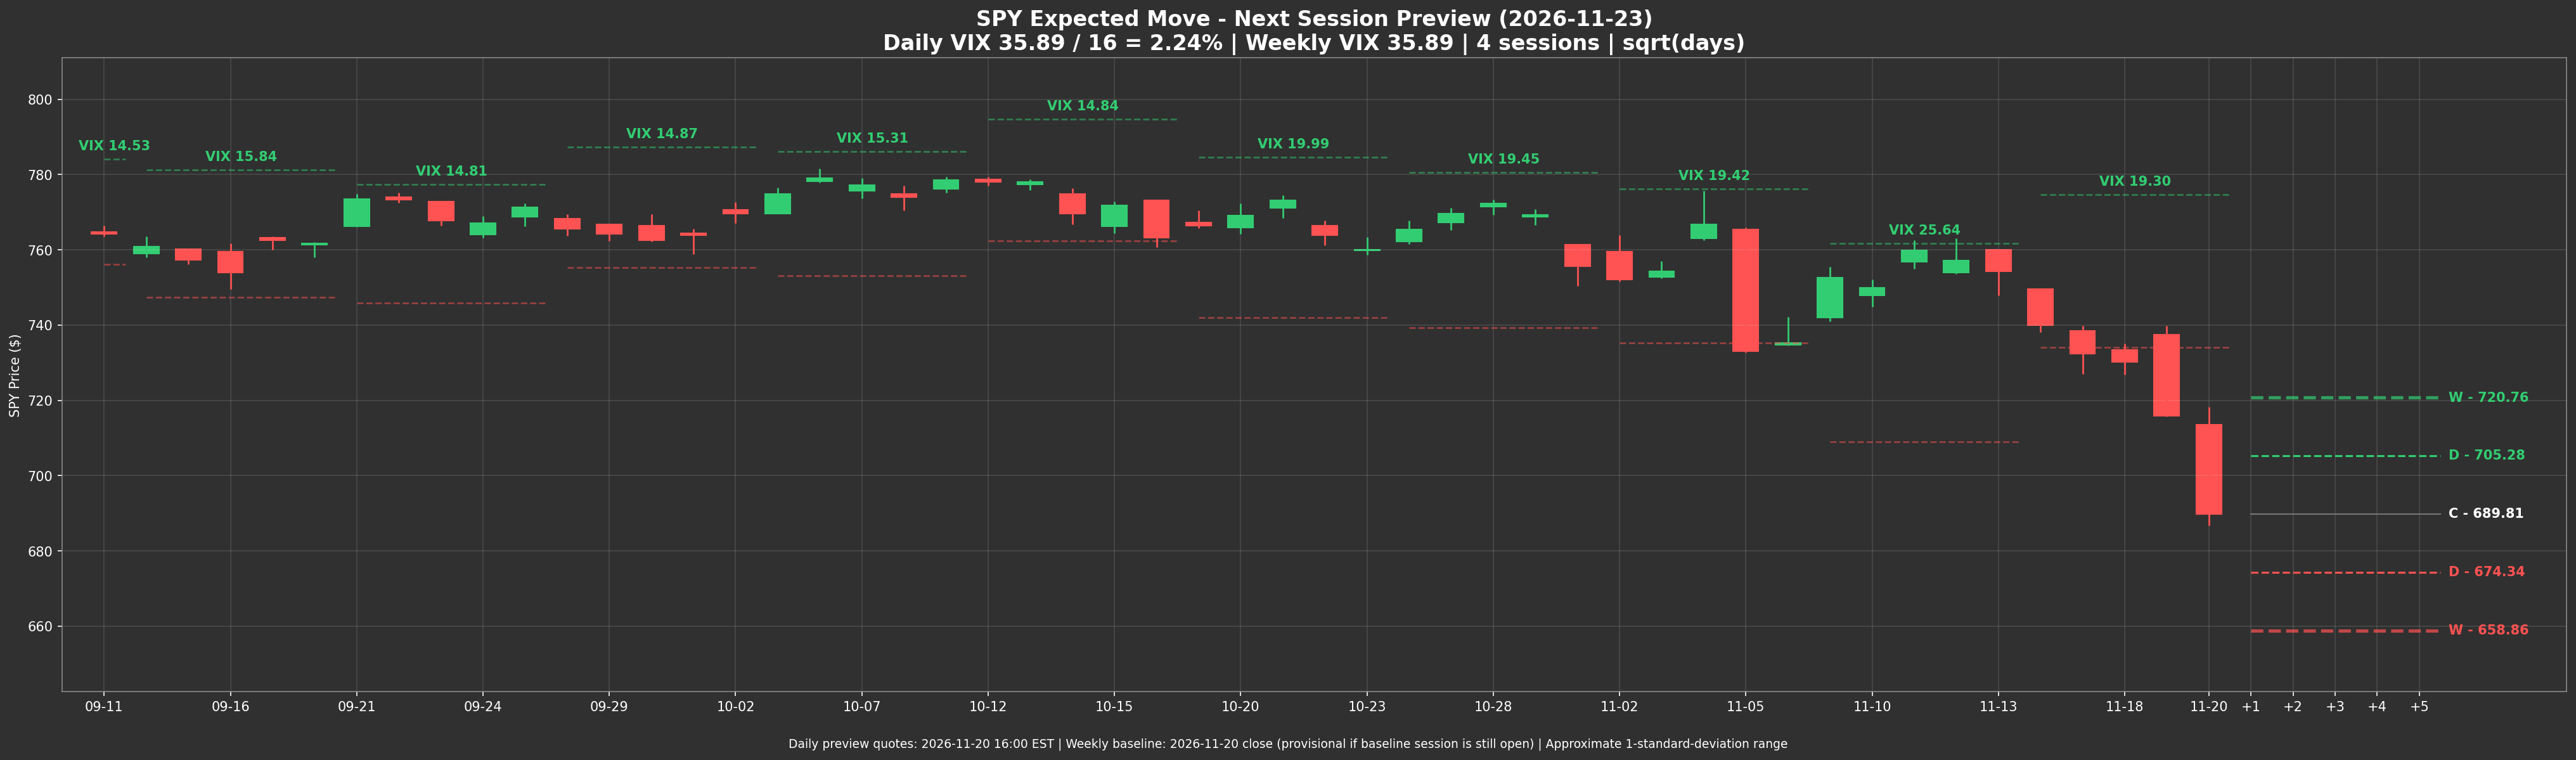 SPY Expected Move - Next Session Preview (2026-11-23)
Daily VIX 35.89 / 16 = 2.24% | Weekly VIX 35.89 | 4 sessions | sqrt(days)
SPY Price ($)
800
780
760
740
720
700
680
660
VIX 14.53
VIX 15.84
VIX 14.81
VIX 14.87
VIX 15.31
VIX 14.84
VIX 19.99
VIX 19.45
VIX 19.42
VIX 25.64
VIX 19.30
W - 720.76
D - 705.28
C - 689.81
D - 674.34
W - 658.86
09-11 09-16 09-21 09-24 09-29 10-02 10-07 10-12 10-15 10-20 10-23 10-28 11-02 11-05 11-10 11-13 11-18 11-20 +1 +2 +3 +4 +5
Daily preview quotes: 2026-11-20 16:00 EST | Weekly baseline: 2026-11-20 close (provisional if baseline session is still open) | Approximate 1-standard-deviation range